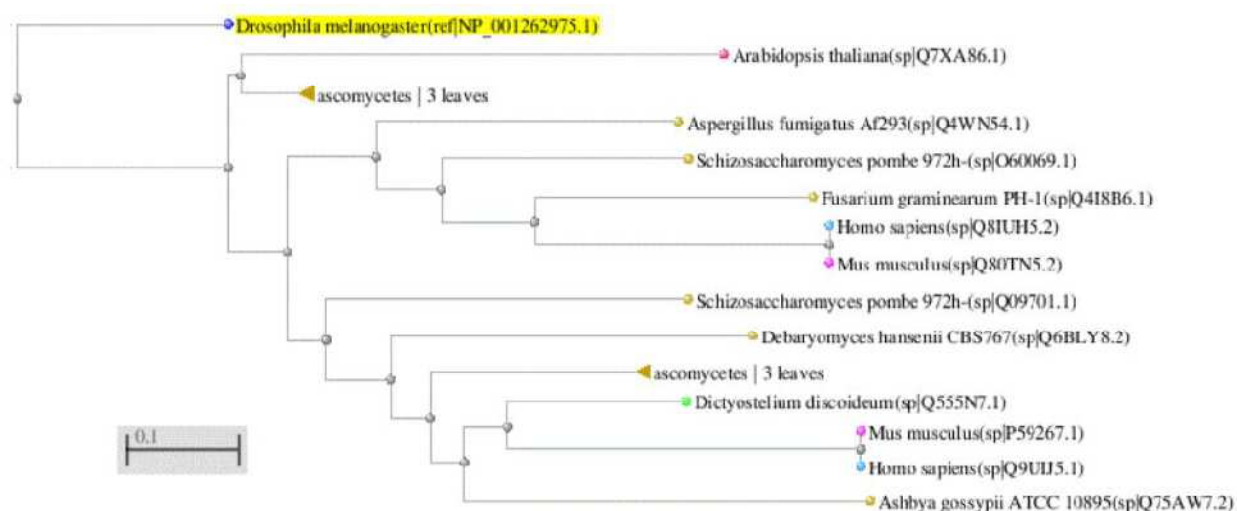 Drosophila melanogaster(ref|NP_001262975.1)
Arabidopsis thaliana(sp|Q7XA86.1)
ascomycetes | 3 leaves
Aspergillus fumigatus Af293(sp|Q4WN54.1)
Schizosaccharomyces pombe 972h-(sp|O60069.1)
Fusarium graminearum PH-1(sp|Q4I8B6.1)
Homo sapiens(sp|Q8IUH5.2)
Mus musculus(sp|Q80TN5.2)
Schizosaccharomyces pombe 972h-(sp|Q09701.1)
Debaryomyces hansenii CBS767(sp|Q6BLY8.2)
ascomycetes | 3 leaves
Dictyostelium discoideum(sp|Q555N7.1)
0.1
Mus musculus(sp|P59267.1)
Homo sapiens(sp|Q9UIJ5.1)
Ashbya gossypii ATCC 10895(sp|Q75AW7.2)